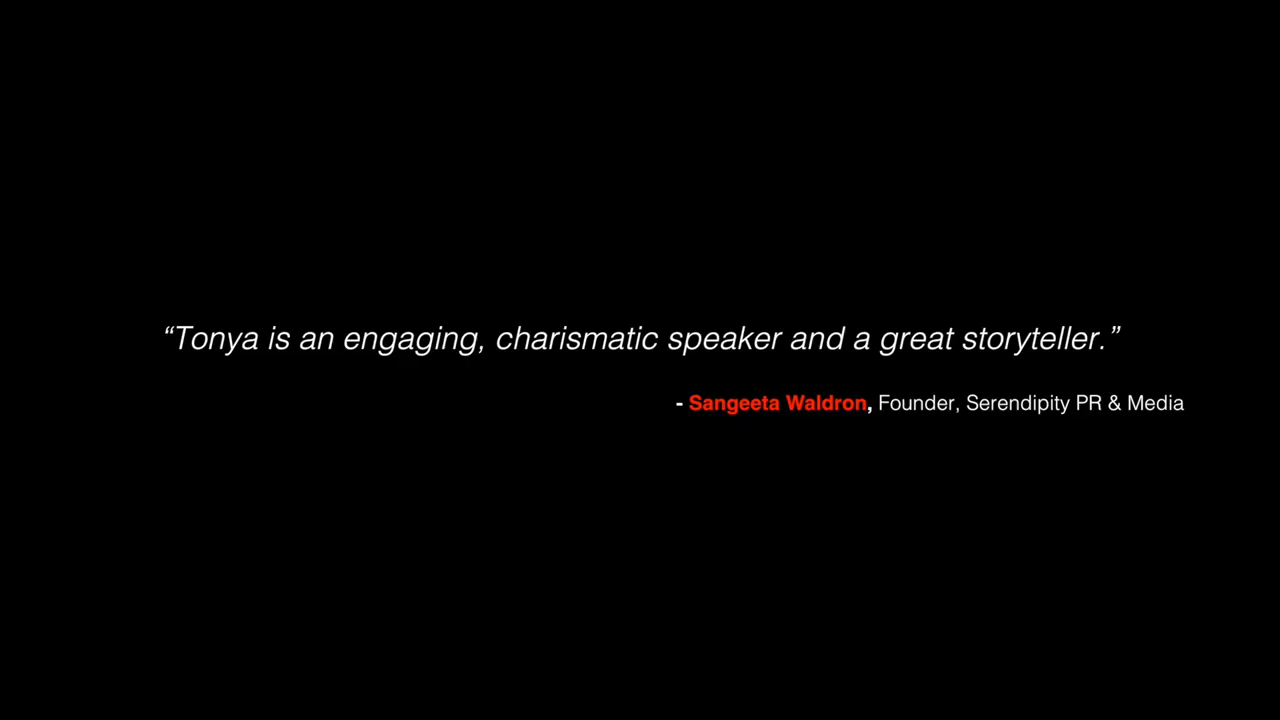 “Tonya is an engaging, charismatic speaker and a great storyteller.”
- Sangeeta Waldron, Founder, Serendipity PR & Media